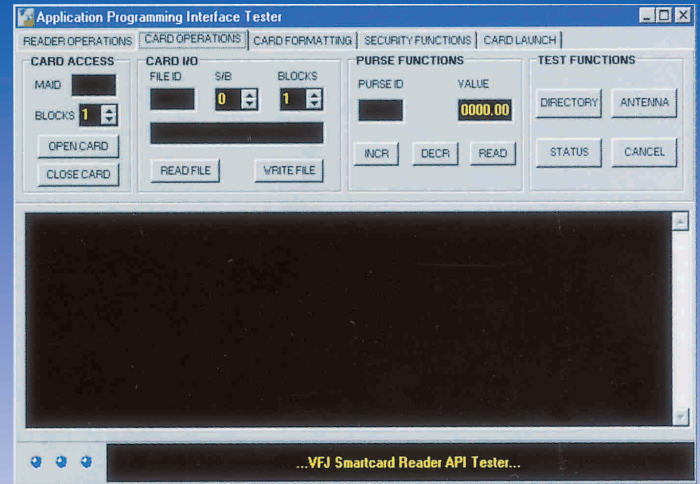 Application Programming Interface Tester
READER OPERATIONS CARD OPERATIONS CARD FORMATTING SECURITY FUNCTIONS CARD LAUNCH
CARD ACCESS
MAID
BLOCKS 1
OPEN CARD
CLOSE CARD
CARD I/O
FILE ID S/B BLOCKS
0 1
READ FILE WRITE FILE
PURSE FUNCTIONS
PURSE ID VALUE
0000.00
INCR DECR READ
TEST FUNCTIONS
DIRECTORY ANTENNA
STATUS CANCEL
...VFJ Smartcard Reader API Tester...